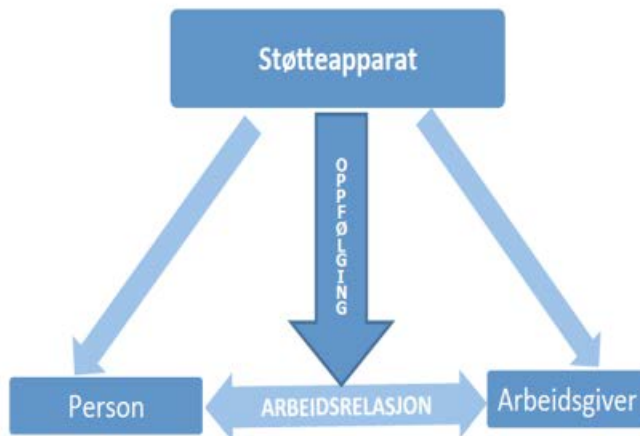 Støtteapparat
OPPFØLGING
Person
ARBEIDSRELASJON
Arbeidsgiver